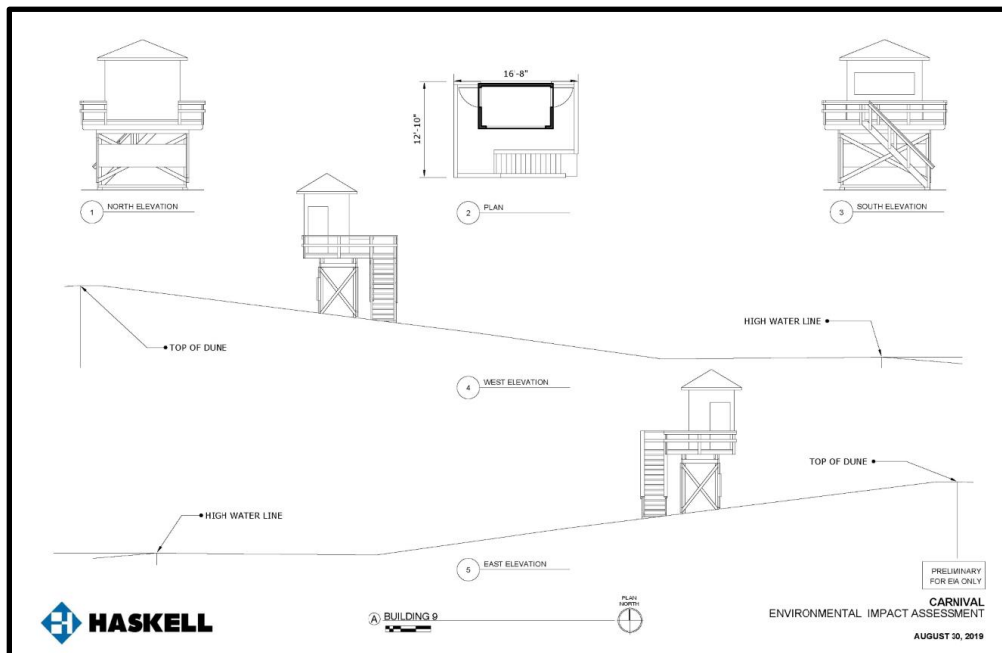 16'-8"
12'-10"
1 NORTH ELEVATION
2 PLAN
3 SOUTH ELEVATION
TOP OF DUNE
HIGH WATER LINE
4 WEST ELEVATION
TOP OF DUNE
HIGH WATER LINE
5 EAST ELEVATION
PRELIMINARY
FOR EIA ONLY
HASKELL
A BUILDING 9
PLAN
NORTH
CARNIVAL
ENVIRONMENTAL IMPACT ASSESSMENT
AUGUST 30, 2019